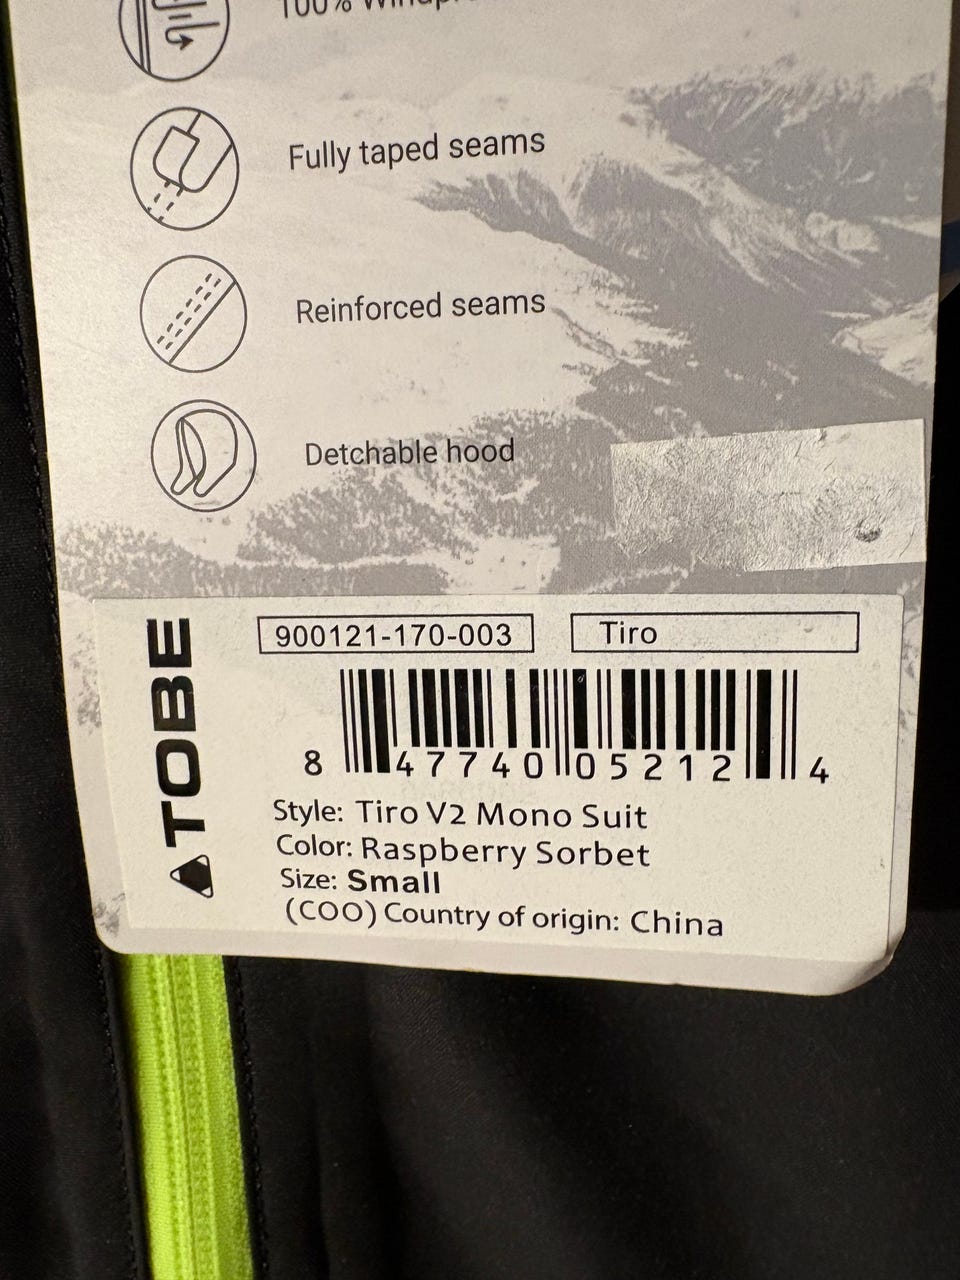 100%
Fully taped seams
Reinforced seams
Detchable hood
TOBE
900121-170-003
Tiro
8 47740 05212 4
Style: Tiro V2 Mono Suit
Color: Raspberry Sorbet
Size: Small
(COO) Country of origin: China